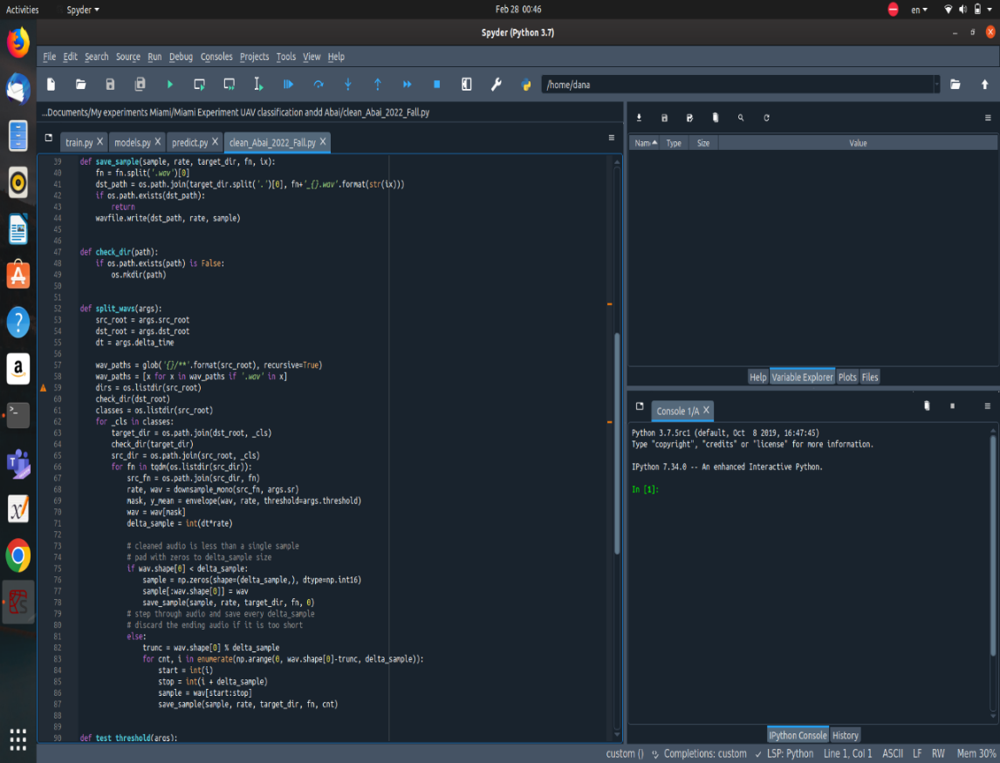 Activities Spyder Feb 28 00:46 en
Spyder (Python 3.7)
File Edit Search Source Run Debug Consoles Projects Tools View Help
/home/dana
...Documents/My experiments Miami/Miami Experiment UAV classification andd Abai/clean_Abai_2022_Fall.py
train.py models.py predict.py clean_Abai_2022_Fall.py
39 def save_sample(sample, rate, target_dir, fn, ix):
40 fn = fn.split('.wav')[0]
41 dst_path = os.path.join(target_dir.split('.')[0], fn+'_{}.wav'.format(str(ix)))
42 if os.path.exists(dst_path):
43 return
44 wavfile.write(dst_path, rate, sample)
45
46
47 def check_dir(path):
48 if os.path.exists(path) is False:
49 os.mkdir(path)
50
51
52 def split_wavs(args):
53 src_root = args.src_root
54 dst_root = args.dst_root
55 dt = args.delta_time
56
57 wav_paths = glob('{}/**'.format(src_root), recursive=True)
58 wav_paths = [x for x in wav_paths if '.wav' in x]
59 dirs = os.listdir(src_root)
60 check_dir(dst_root)
61 classes = os.listdir(src_root)
62 for _cls in classes:
63 target_dir = os.path.join(dst_root, _cls)
64 check_dir(target_dir)
65 src_dir = os.path.join(src_root, _cls)
66 for fn in tqdm(os.listdir(src_dir)):
67 src_fn = os.path.join(src_dir, fn)
68 rate, wav = downsample_mono(src_fn, args.sr)
69 mask, y_mean = envelope(wav, rate, threshold=args.threshold)
70 wav = wav[mask]
71 delta_sample = int(dt*rate)
72
73 # cleaned audio is less than a single sample
74 # pad with zeros to delta_sample size
75 if wav.shape[0] < delta_sample:
76 sample = np.zeros(shape=(delta_sample,), dtype=np.int16)
77 sample[:wav.shape[0]] = wav
78 save_sample(sample, rate, target_dir, fn, 0)
79 # step through audio and save every delta_sample
80 # discard the ending audio if it is too short
81 else:
82 trunc = wav.shape[0] % delta_sample
83 for cnt, i in enumerate(np.arange(0, wav.shape[0]-trunc, delta_sample)):
84 start = int(i)
85 stop = int(i + delta_sample)
86 sample = wav[start:stop]
87 save_sample(sample, rate, target_dir, fn, cnt)
88
89
90 def test_threshold(args):
Nam Type Size Value
Help Variable Explorer Plots Files
Console 1/A
Python 3.7.5rc1 (default, Oct 8 2019, 16:47:45)
Type "copyright", "credits" or "license" for more information.
IPython 7.34.0 -- An enhanced Interactive Python.
In [1]:
IPython Console History
custom () Completions: custom LSP: Python Line 1, Col 1 ASCII LF RW Mem 30%